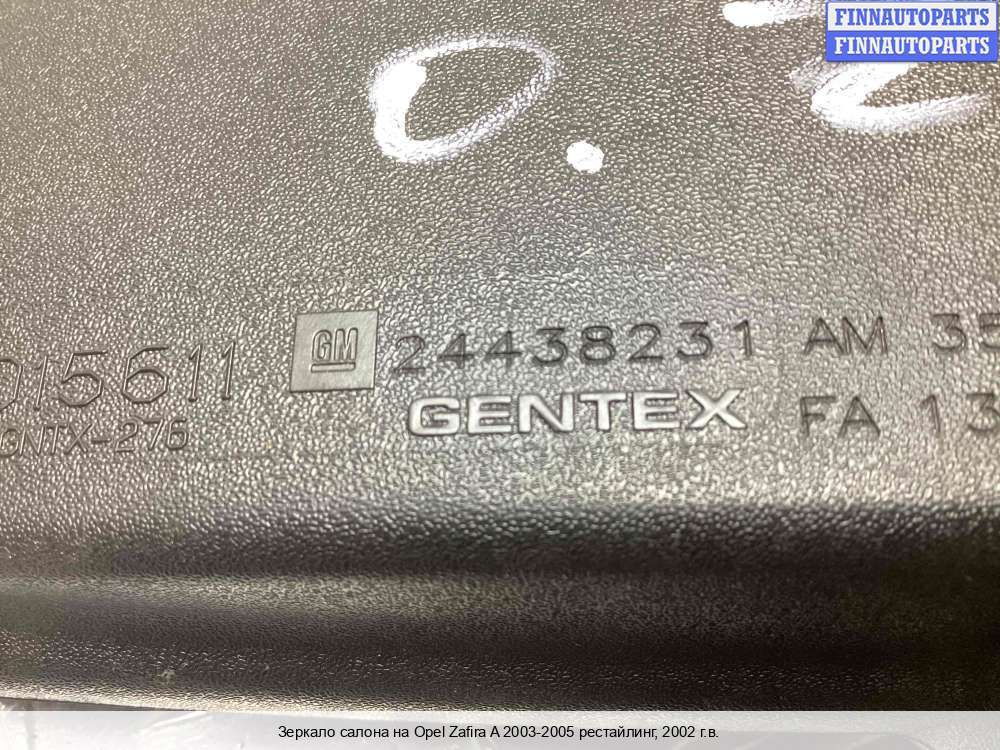 FINNAUTOPARTS
FINNAUTOPARTS
0.
015611 GM 24438231 AM 35
GNTX-276 GENTEX FA 13
Зеркало салона на Opel Zafira A 2003-2005 рестайлинг, 2002 г.в.